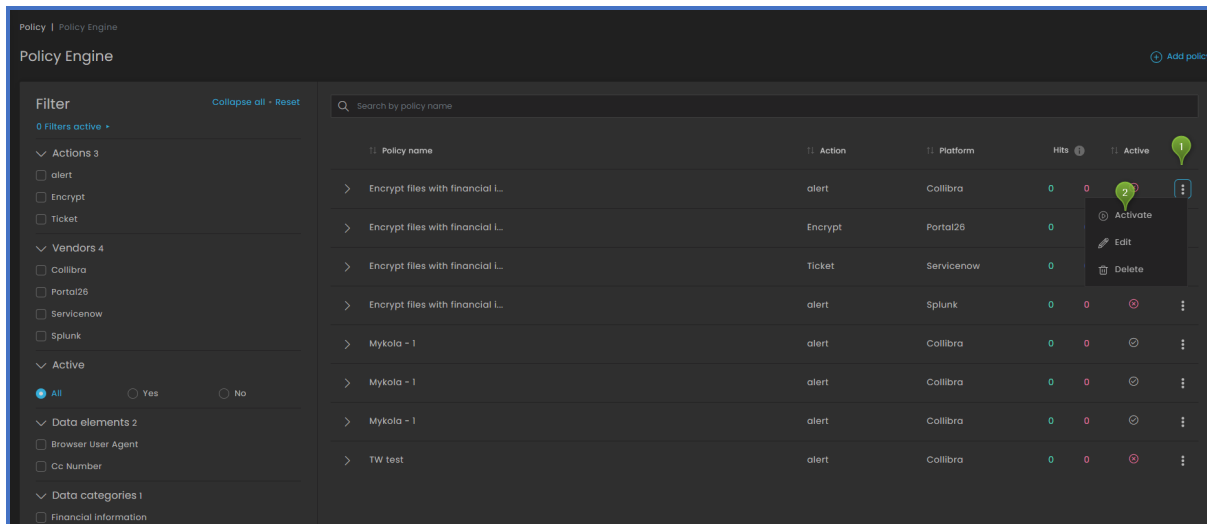 Policy | Policy Engine
Policy Engine
Add polic
Filter
Collapse all • Reset
0 Filters active
Actions 3
alert
Encrypt
Ticket
Vendors 4
Collibra
Portal26
Servicenow
Splunk
Active
All Yes No
Data elements 2
Browser User Agent
Cc Number
Data categories 1
Financial information
Search by policy name
Policy name Action Platform Hits Active 1
Encrypt files with financial i... alert Collibra 0 0 2
Encrypt files with financial i... Encrypt Portal26 0
Encrypt files with financial i... Ticket Servicenow 0
Activate
Edit
Delete
Encrypt files with financial i... alert Splunk 0 0
Mykola - 1 alert Collibra 0 0
Mykola - 1 alert Collibra 0 0
Mykola - 1 alert Collibra 0 0
TW test alert Collibra 0 0